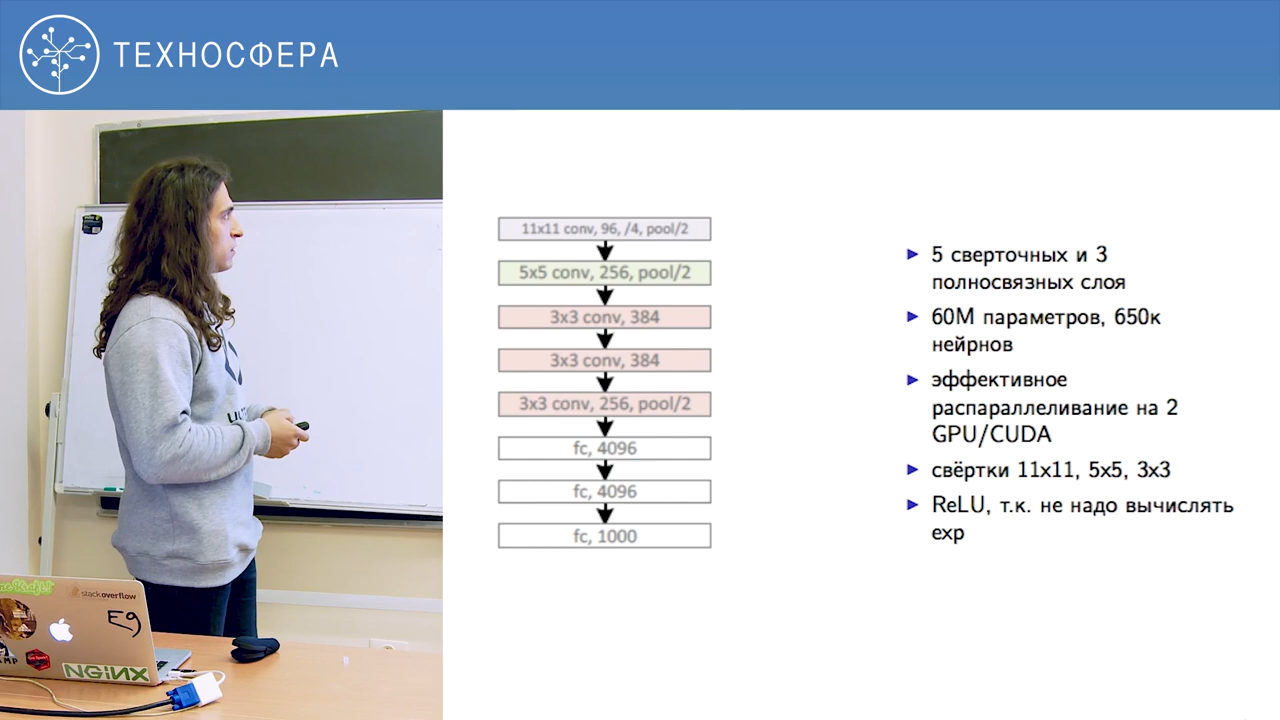 ТЕХНОСФЕРА
11x11 conv, 96, /4, pool/2
5x5 conv, 256, pool/2
3x3 conv, 384
3x3 conv, 384
3x3 conv, 256, pool/2
fc, 4096
fc, 4096
fc, 1000
5 сверточных и 3
полносвязных слоя
60M параметров, 650к
нейрнов
эффективное
распараллеливание на 2
GPU/CUDA
свёртки 11x11, 5x5, 3x3
ReLU, т.к. не надо вычислять
exp
stackoverflow
E9
NGiNX